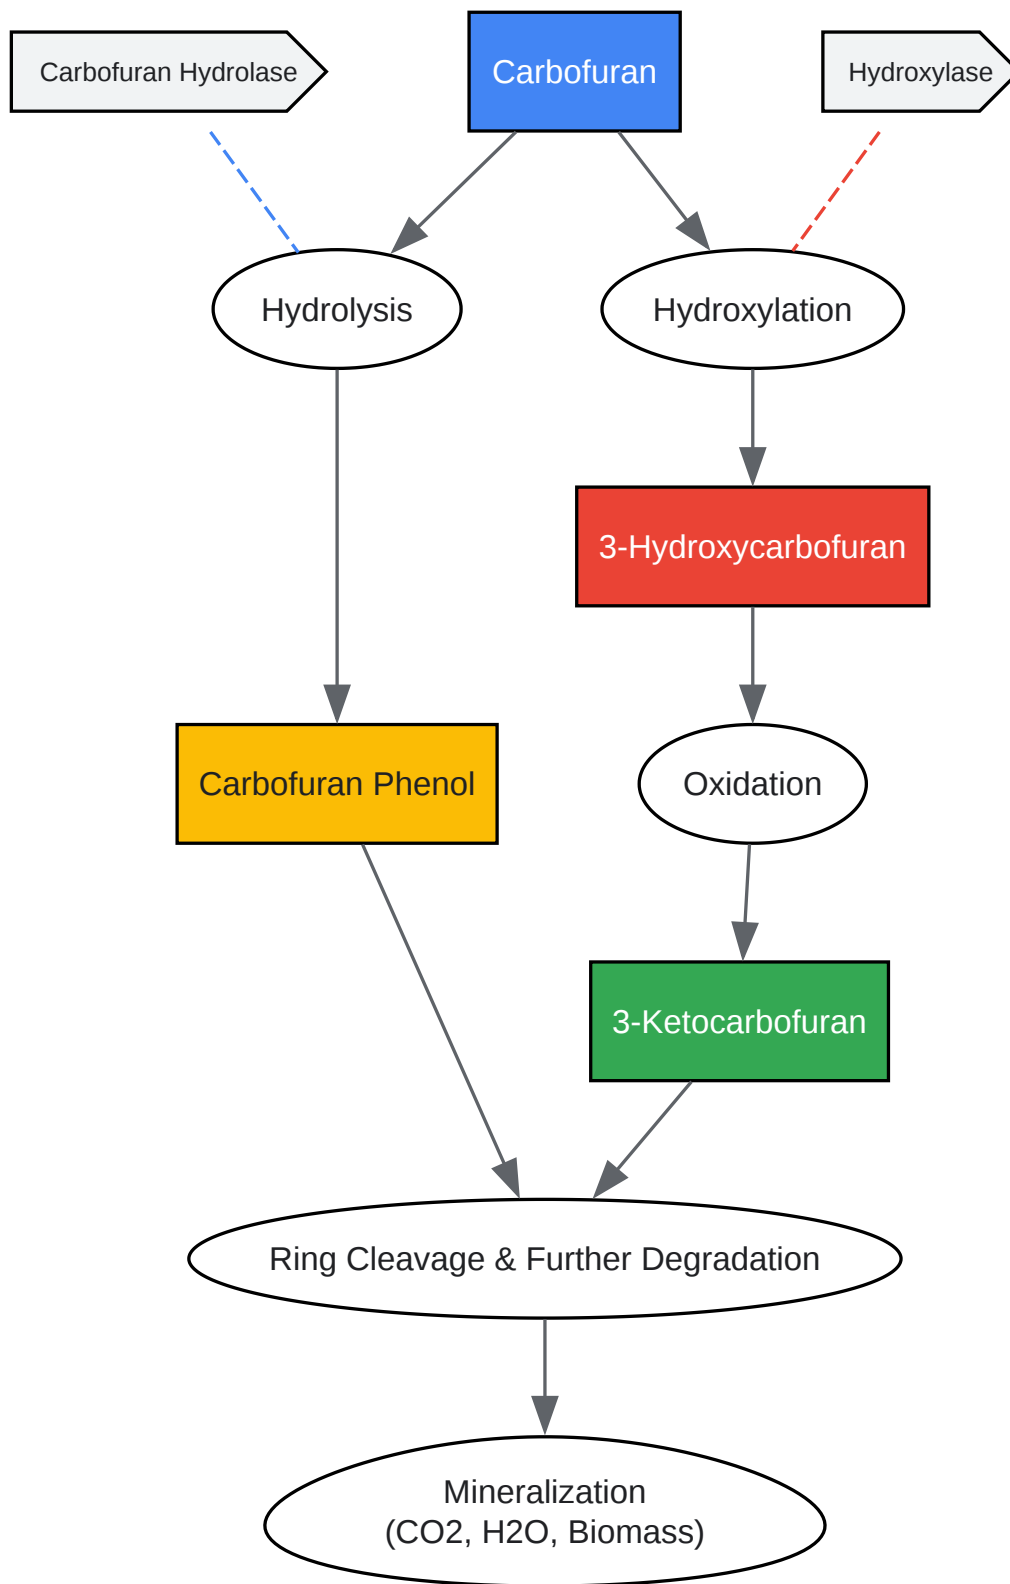 Carbofuran Hydrolase
Carbofuran
Hydroxylase
Hydrolysis
Hydroxylation
3-Hydroxycarbofuran
Carbofuran Phenol
Oxidation
3-Ketocarbofuran
Ring Cleavage & Further Degradation
Mineralization
(CO2, H2O, Biomass)